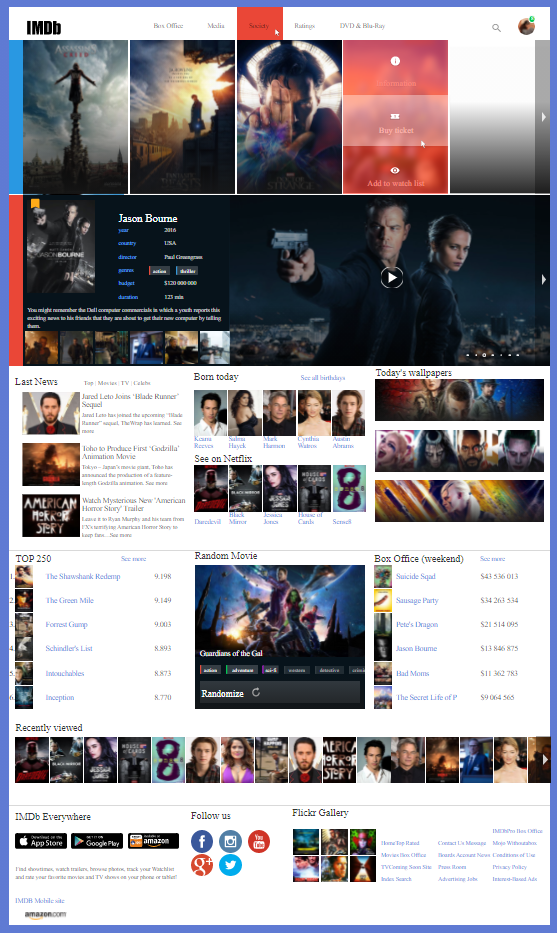 IMDb
Box Office
Media
Society
Ratings
DVD & Blu-Ray
Information
Buy ticket
Add to watch list
Jason Bourne
year 2016
country USA
director Paul Greengrass
genres action thriller
budget $120 000 000
duration 123 min
You might remember the Dell computer commercials in which a youth reports this
exciting news to his friends that they are about to get their new computer by telling
them.
Last News
Top | Movies | TV | Celebs
Jared Leto Joins 'Blade Runner'
Sequel
Jared Leto has joined the upcoming "Blade
Runner" sequel, TheWrap has learned. See
more
Toho to Produce First 'Godzilla'
Animation Movie
Tokyo – Japan's movie giant, Toho has
announced the production of a feature-
length Godzilla animation. See more
AMERICAN
HORROR
STORY
Watch Mysterious New 'American
Horror Story' Trailer
Leave it to Ryan Murphy and his team from
FX's terrifying American Horror Story to
keep fans…See more
Born today
See all birthdays
Keanu
Reeves
Salma
Hayek
Mark
Harmon
Cynthia
Watros
Austin
Abrams
See on Netflix
Daredevil
Black
Mirror
Jessica
Jones
House of
Cards
Sense8
Today's wallpapers
TOP 250
See more
1. The Shawshank Redemp 9.198
2. The Green Mile 9.149
3. Forrest Gump 9.003
4. Schindler's List 8.893
5. Intouchables 8.873
6. Inception 8.770
Random Movie
Guardians of the Gal
action adventure sci-fi western detective
Randomize
Box Office (weekend)
See more
Suicide Sqad $43 536 013
Sausage Party $34 263 534
Pete's Dragon $21 514 095
Jason Bourne $13 846 875
Bad Moms $11 362 783
The Secret Life of P $9 064 565
Recently viewed
IMDb Everywhere
Download on the
App Store
GET IT ON
Google Play
Available at
amazon
Find showtimes, watch trailers, browse photos, track your Watchlist
and rate your favorite movies and TV shows on your phone or tablet!
IMDB Mobile site
amazon.com
Follow us
f
You
Tube
g+
Flickr Gallery
IMDbPro Box Office
HomeTop Rated
Contact Us Message
Mojo Withoutabox
Movies Box Office
Boards Account News
Conditions of Use
TVComing Soon Site
Press Room
Privacy Policy
Index Search
Advertising Jobs
Interest-Based Ads